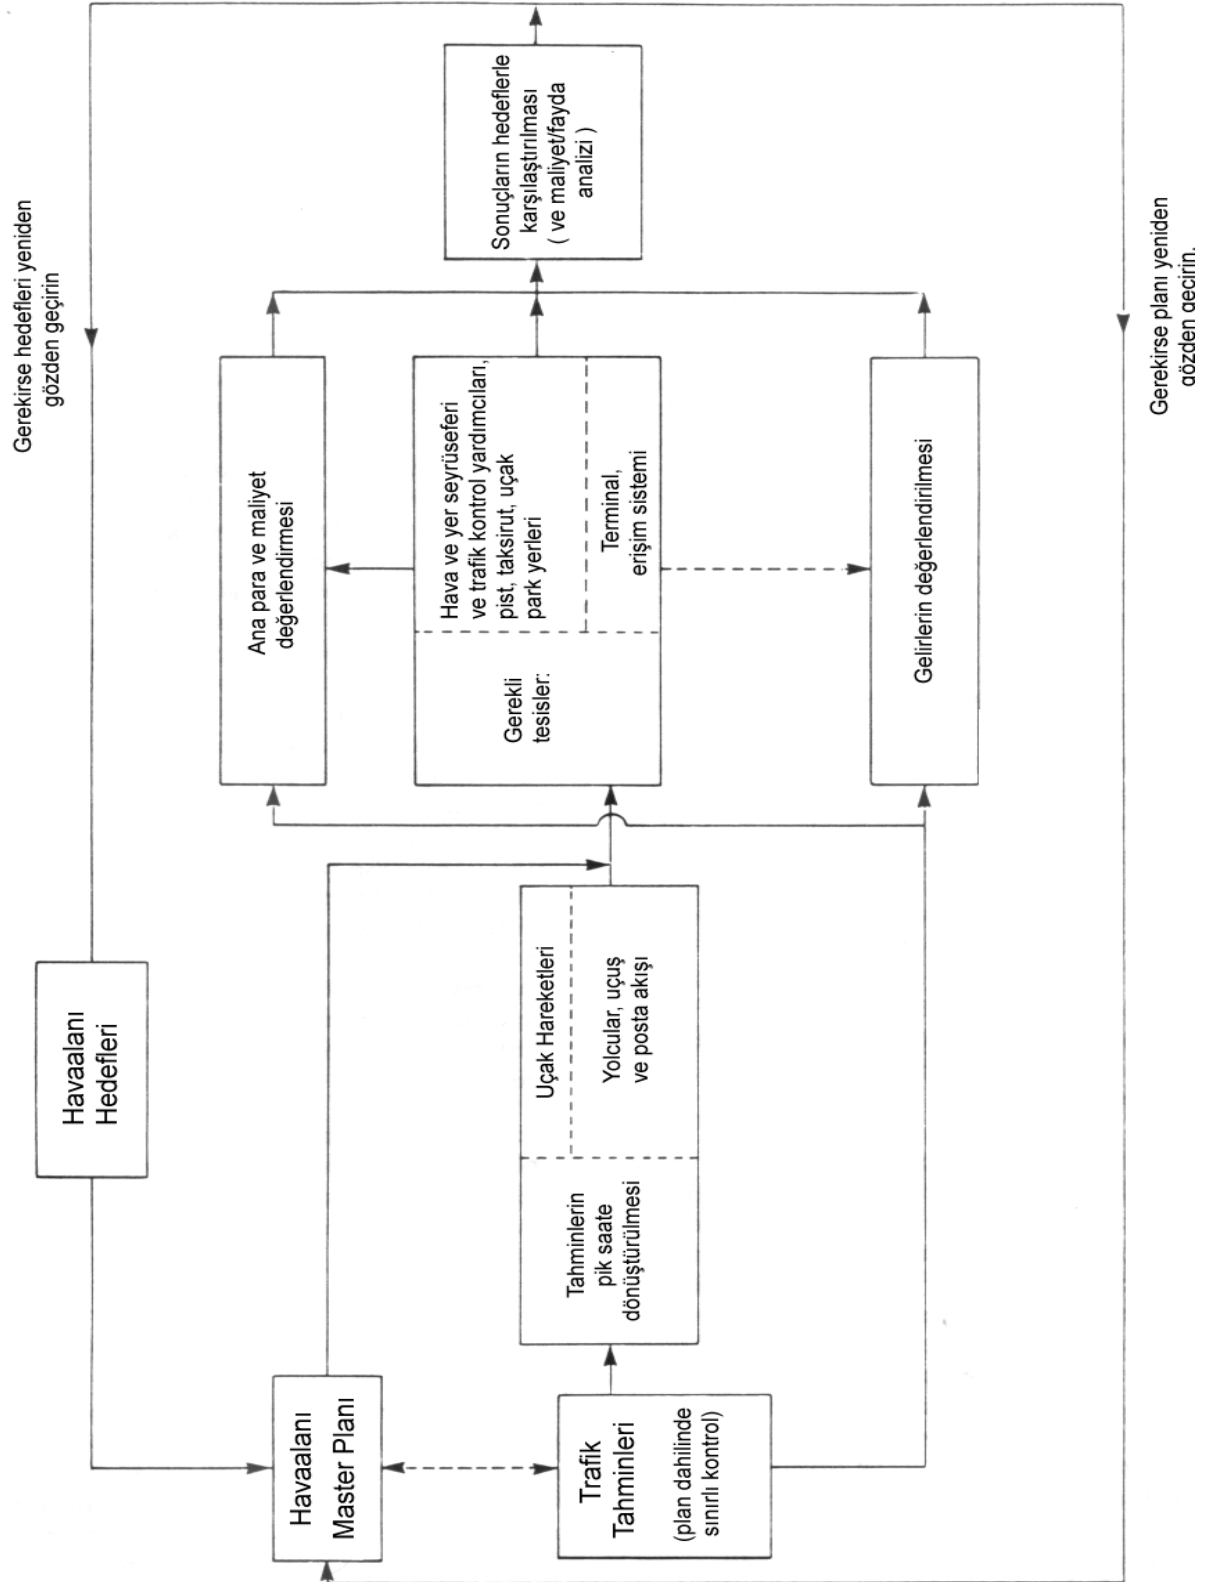 Gerekirse hedefleri yeniden
gözden geçirin
Havaalanı
Hedefleri
Havaalanı
Master Planı
Trafik
Tahminleri
(plan dahilinde
sınırlı kontrol)
Tahminlerin
pik saate
dönüştürülmesi
Uçak Hareketleri
Yolcular, uçuş
ve posta akışı
Ana para ve maliyet
değerlendirmesi
Gerekli
tesisler:
Hava ve yer seyrüseferi
ve trafik kontrol yardımcıları,
pist, taksirut, uçak
park yerleri
Terminal,
erişim sistemi
Gelirlerin değerlendirilmesi
Sonuçların hedeflerle
karşılaştırılması
( ve maliyet/fayda
analizi )
Gerekirse planı yeniden
gözden geçirin.